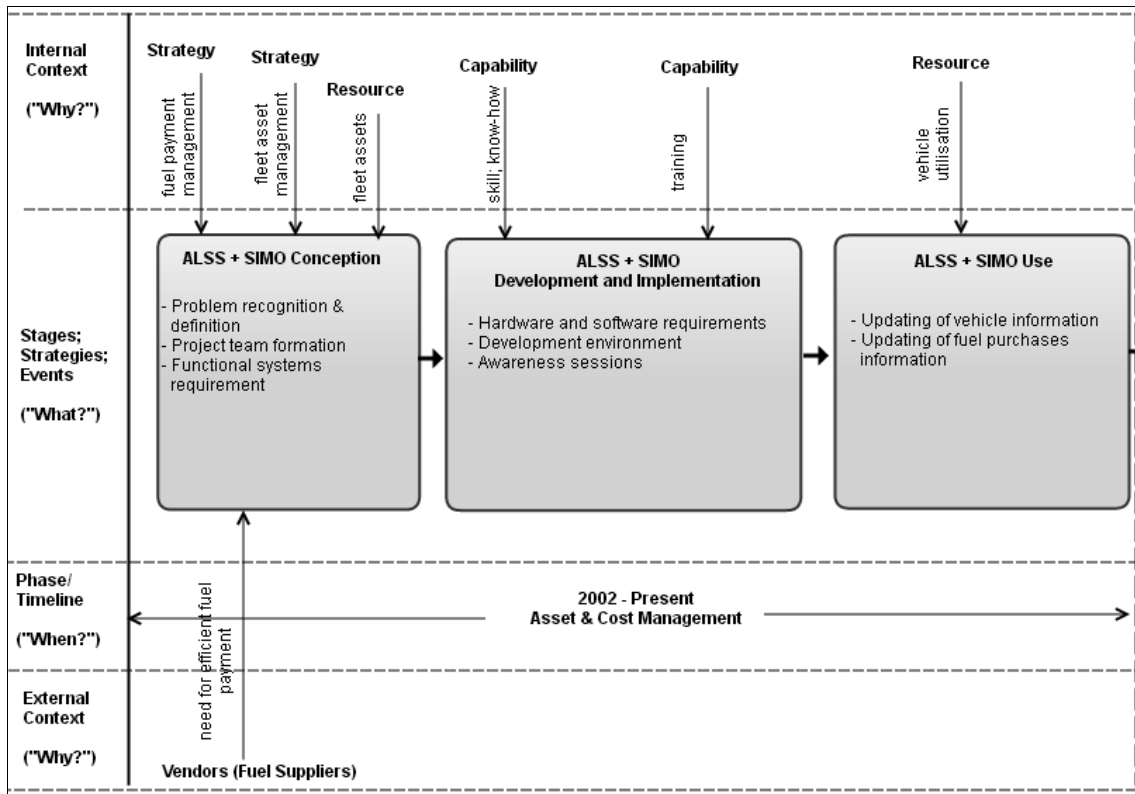 Internal
Context
("Why?")
Strategy
fuel payment
management
Strategy
fleet asset
management
Resource
fleet assets
Capability
skill; know-how
Capability
training
Resource
vehicle
utilisation
Stages;
Strategies;
Events
("What?")
ALSS + SIMO Conception
- Problem recognition &
definition
- Project team formation
- Functional systems
requirement
ALSS + SIMO
Development and Implementation
- Hardware and software requirements
- Development environment
- Awareness sessions
ALSS + SIMO Use
- Updating of vehicle information
- Updating of fuel purchases
information
Phase/
Timeline
("When?")
2002 - Present
Asset & Cost Management
External
Context
("Why?")
need for efficient fuel
payment
Vendors (Fuel Suppliers)